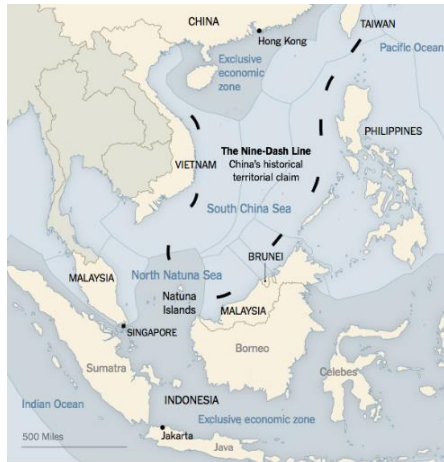 CHINA
TAIWAN
Hong Kong
Pacific Ocean
Exclusive
economic
zone
The Nine-Dash Line
China's historical
territorial claim
PHILIPPINES
VIETNAM
South China Sea
BRUNEI
North Natuna Sea
MALAYSIA
Natuna
Islands
MALAYSIA
SINGAPORE
Borneo
Sumatra
Celebes
INDONESIA
Indian Ocean
Exclusive economic zone
500 Miles
Jakarta
Java